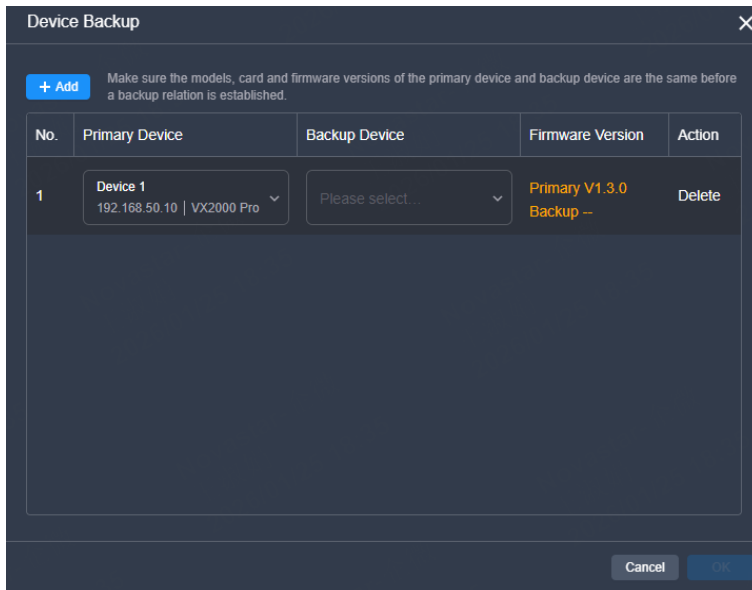 Device Backup
+ Add
Make sure the models, card and firmware versions of the primary device and backup device are the same before
a backup relation is established.
No. Primary Device Backup Device Firmware Version Action
1
Device 1
192.168.50.10 | VX2000 Pro
Please select...
Primary V1.3.0
Backup --
Delete
Cancel OK